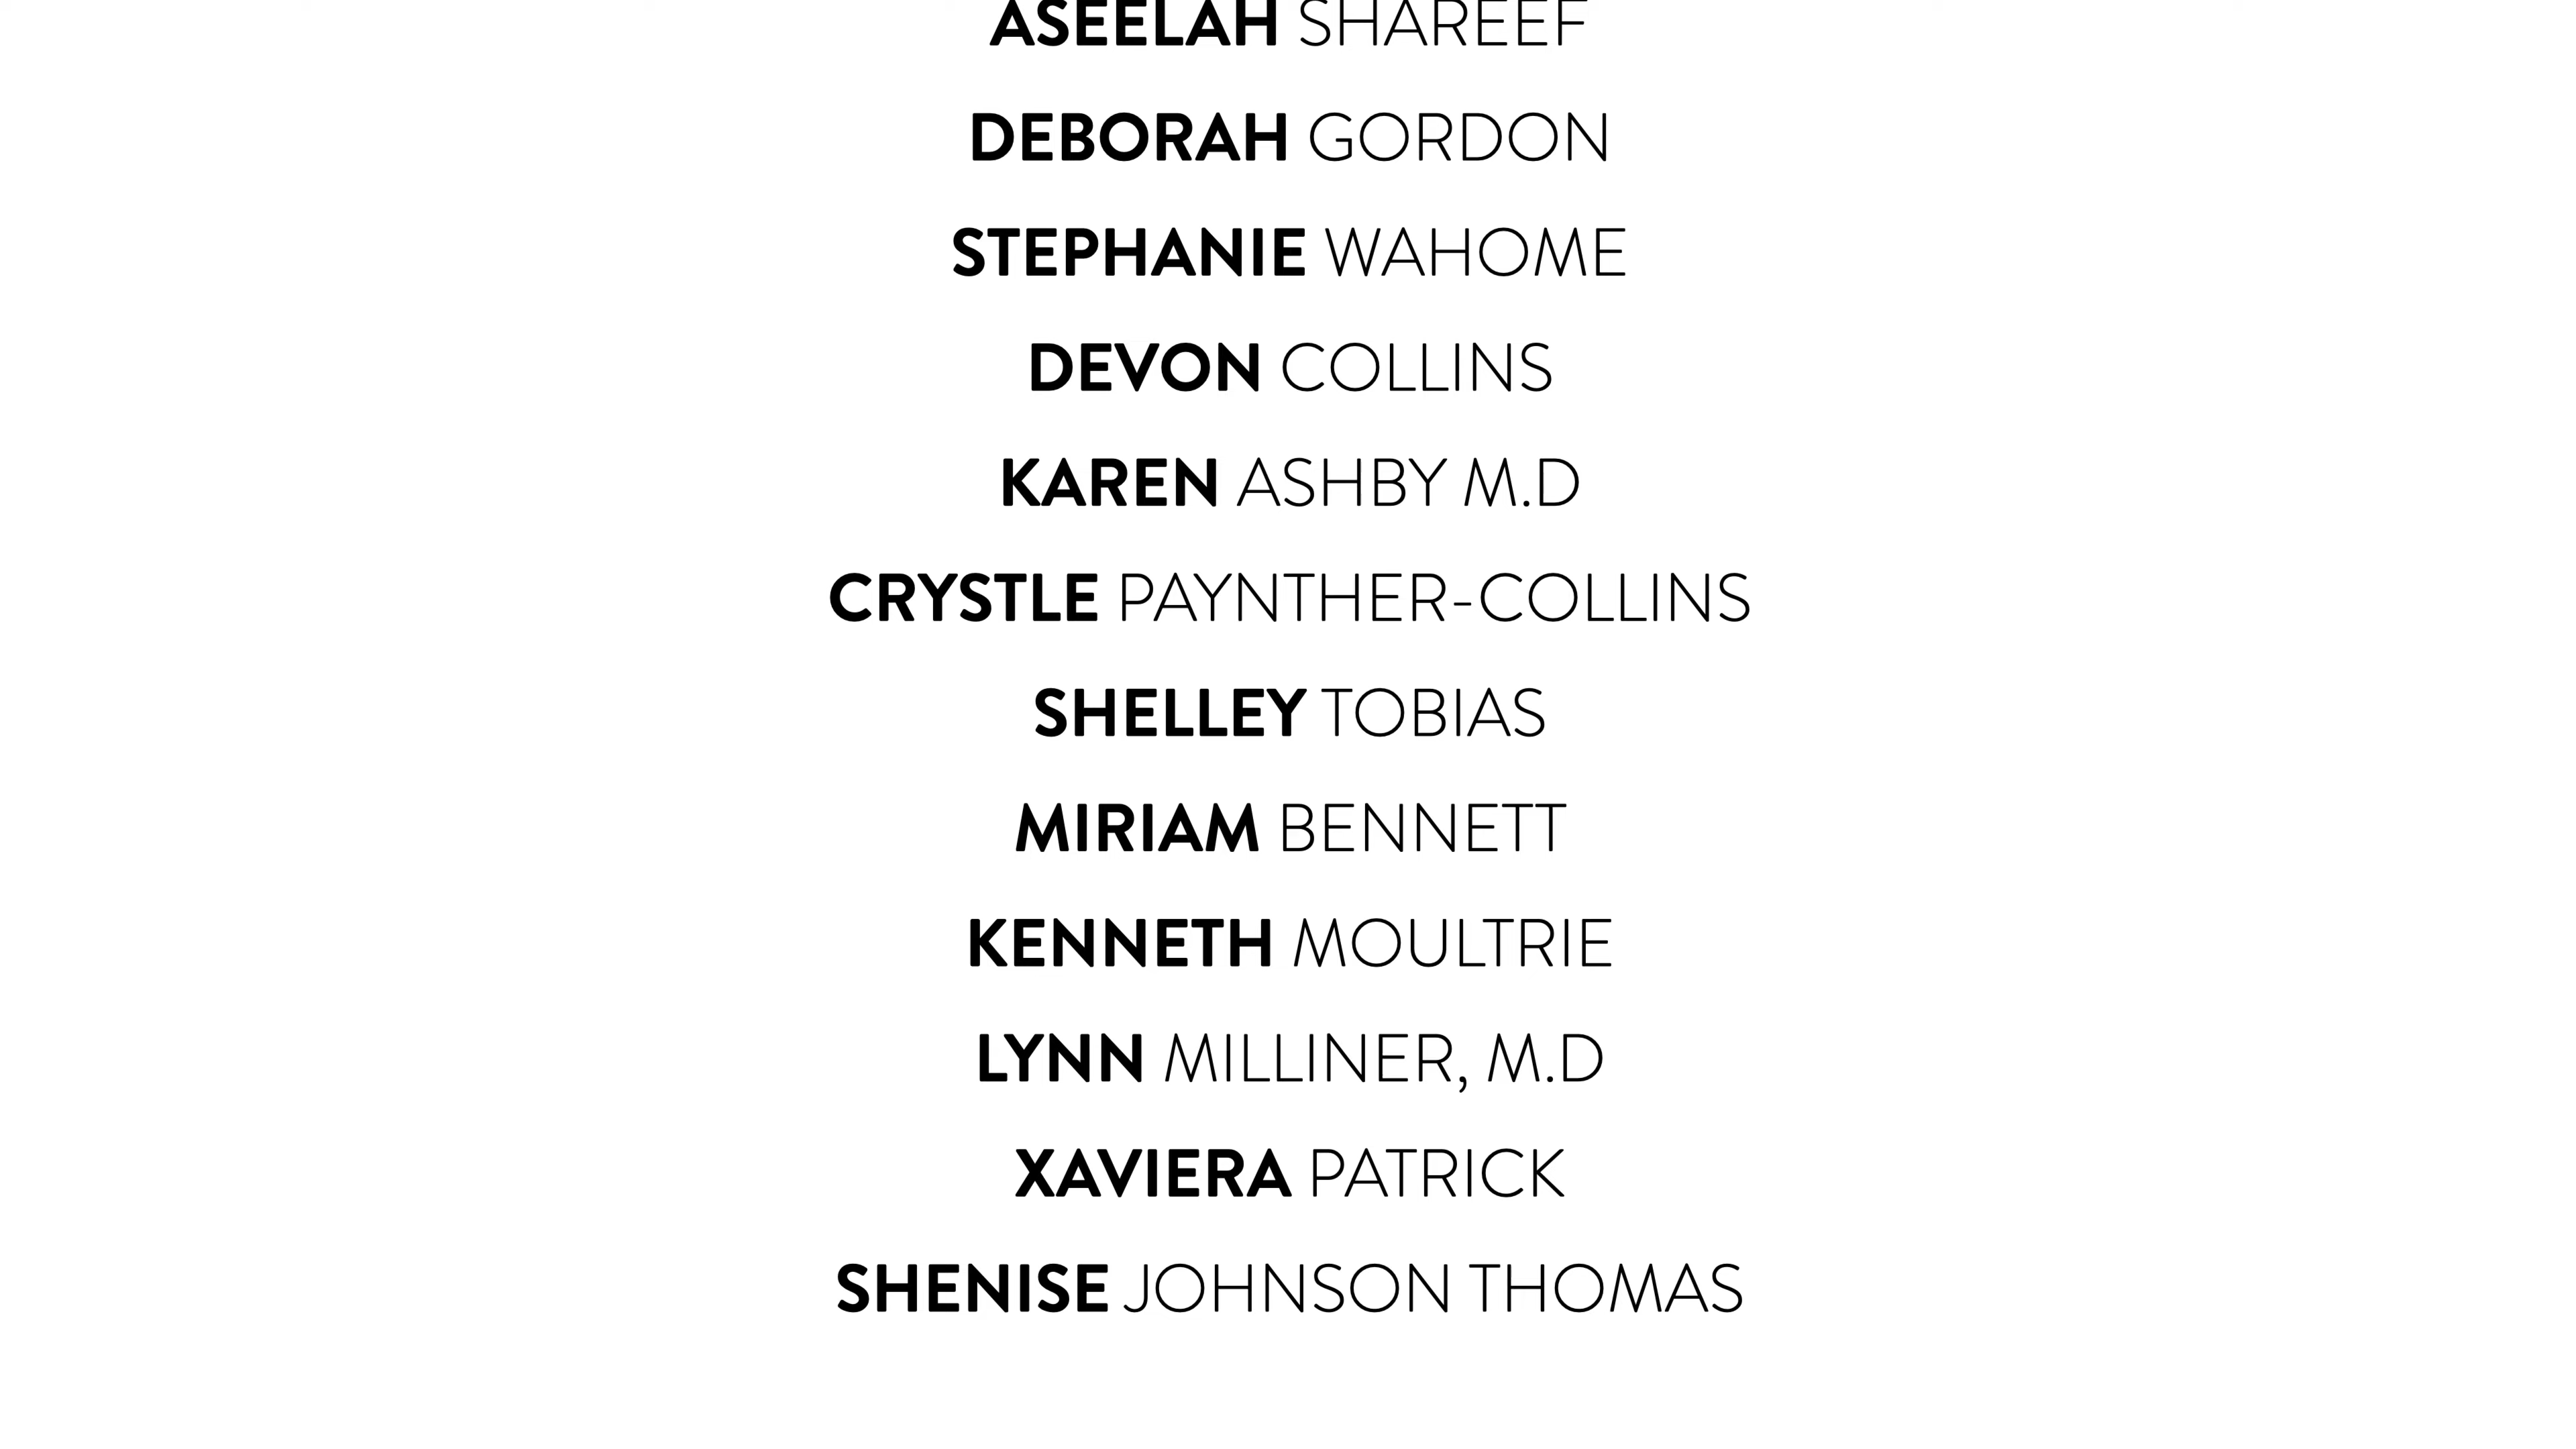 ASEELAH SHAREEF
DEBORAH GORDON
STEPHANIE WAHOME
DEVON COLLINS
KAREN ASHBY M.D
CRYSTLE PAYNTHER-COLLINS
SHELLEY TOBIAS
MIRIAM BENNETT
KENNETH MOULTRIE
LYNN MILLINER, M.D
XAVIERA PATRICK
SHENISE JOHNSON THOMAS